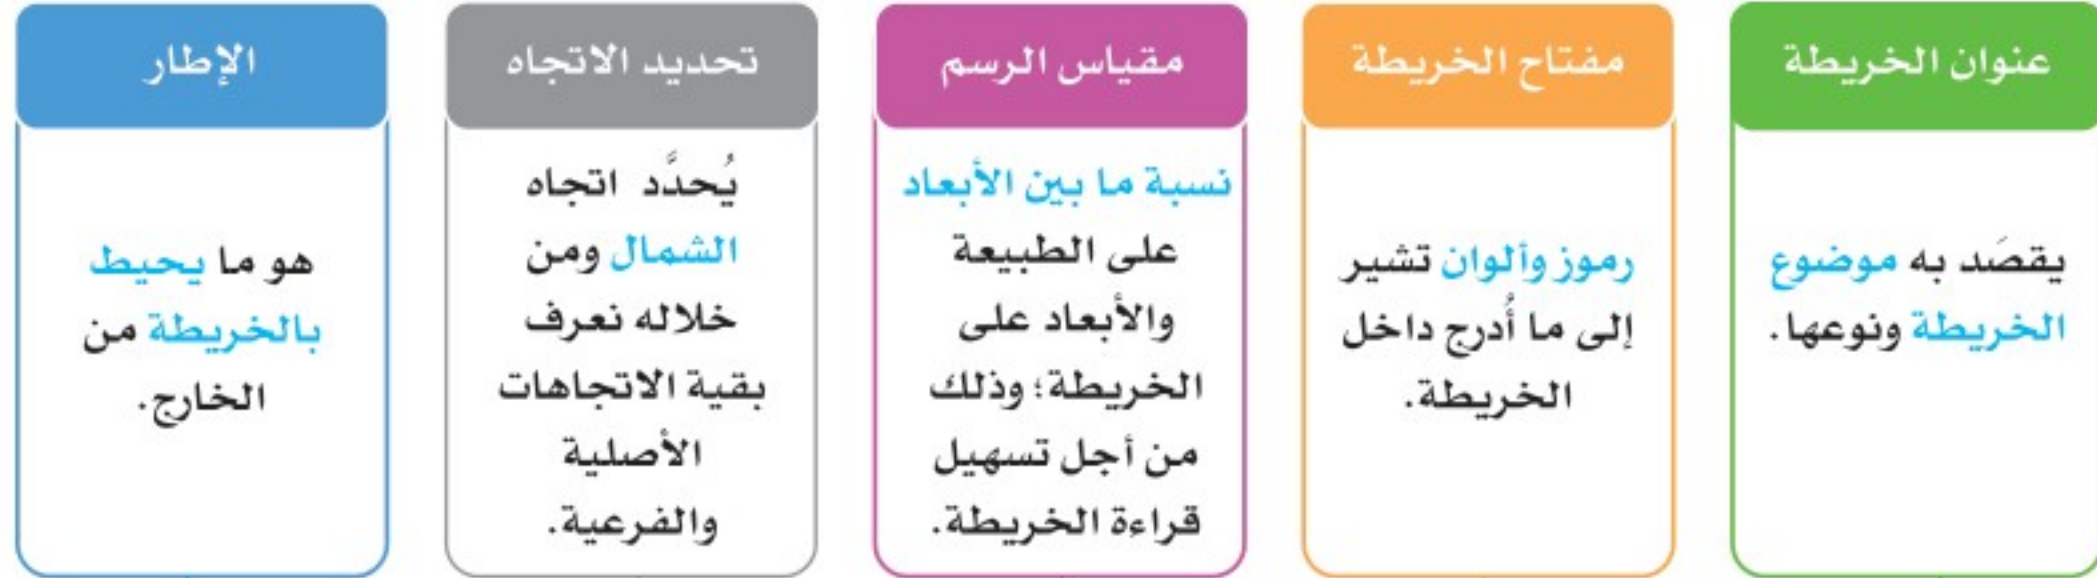 عنوان الخريطة
يقصَد به موضوع
الخريطة ونوعها.
مفتاح الخريطة
رموز وألوان تشير
إلى ما أُدرج داخل
الخريطة.
مقياس الرسم
نسبة ما بين الأبعاد
على الطبيعة
والأبعاد على
الخريطة؛ وذلك
من أجل تسهيل
قراءة الخريطة.
تحديد الاتجاه
يُحدَّد اتجاه
الشمال ومن
خلاله نعرف
بقية الاتجاهات
الأصلية
والفرعية.
الإطار
هو ما يحيط
بالخريطة من
الخارج.